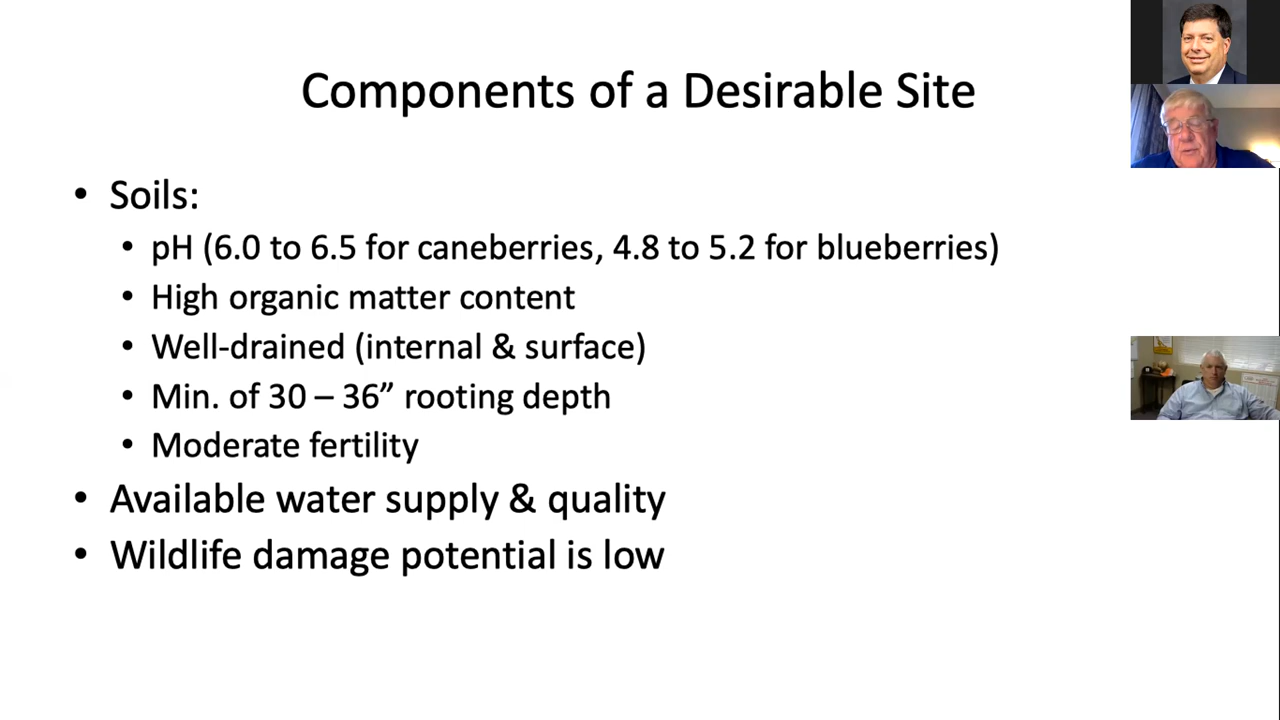 Components of a Desirable Site
• Soils:
• pH (6.0 to 6.5 for caneberries, 4.8 to 5.2 for blueberries)
• High organic matter content
• Well-drained (internal & surface)
• Min. of 30 – 36” rooting depth
• Moderate fertility
• Available water supply & quality
• Wildlife damage potential is low